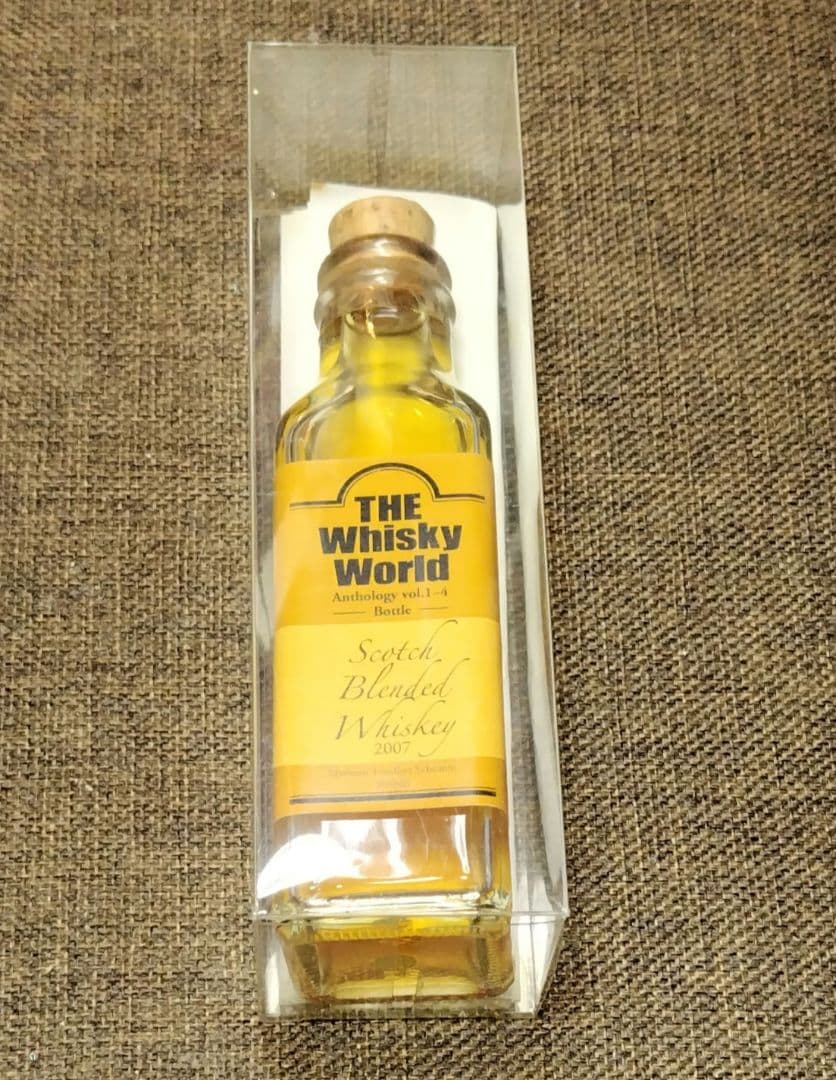 THE
Whisky
World
Anthology vol.1–4
Bottle
Scotch
Blended
Whiskey
2007